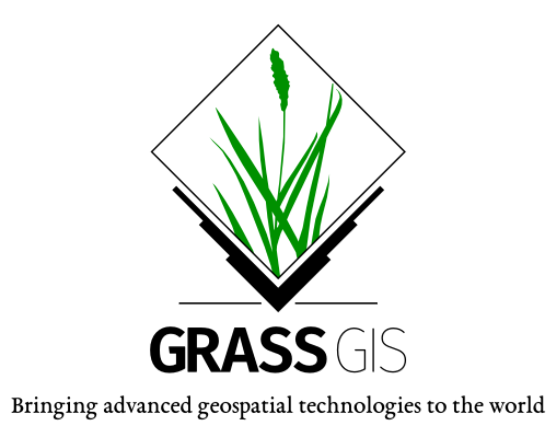 GRASS GIS
Bringing advanced geospatial technologies to the world